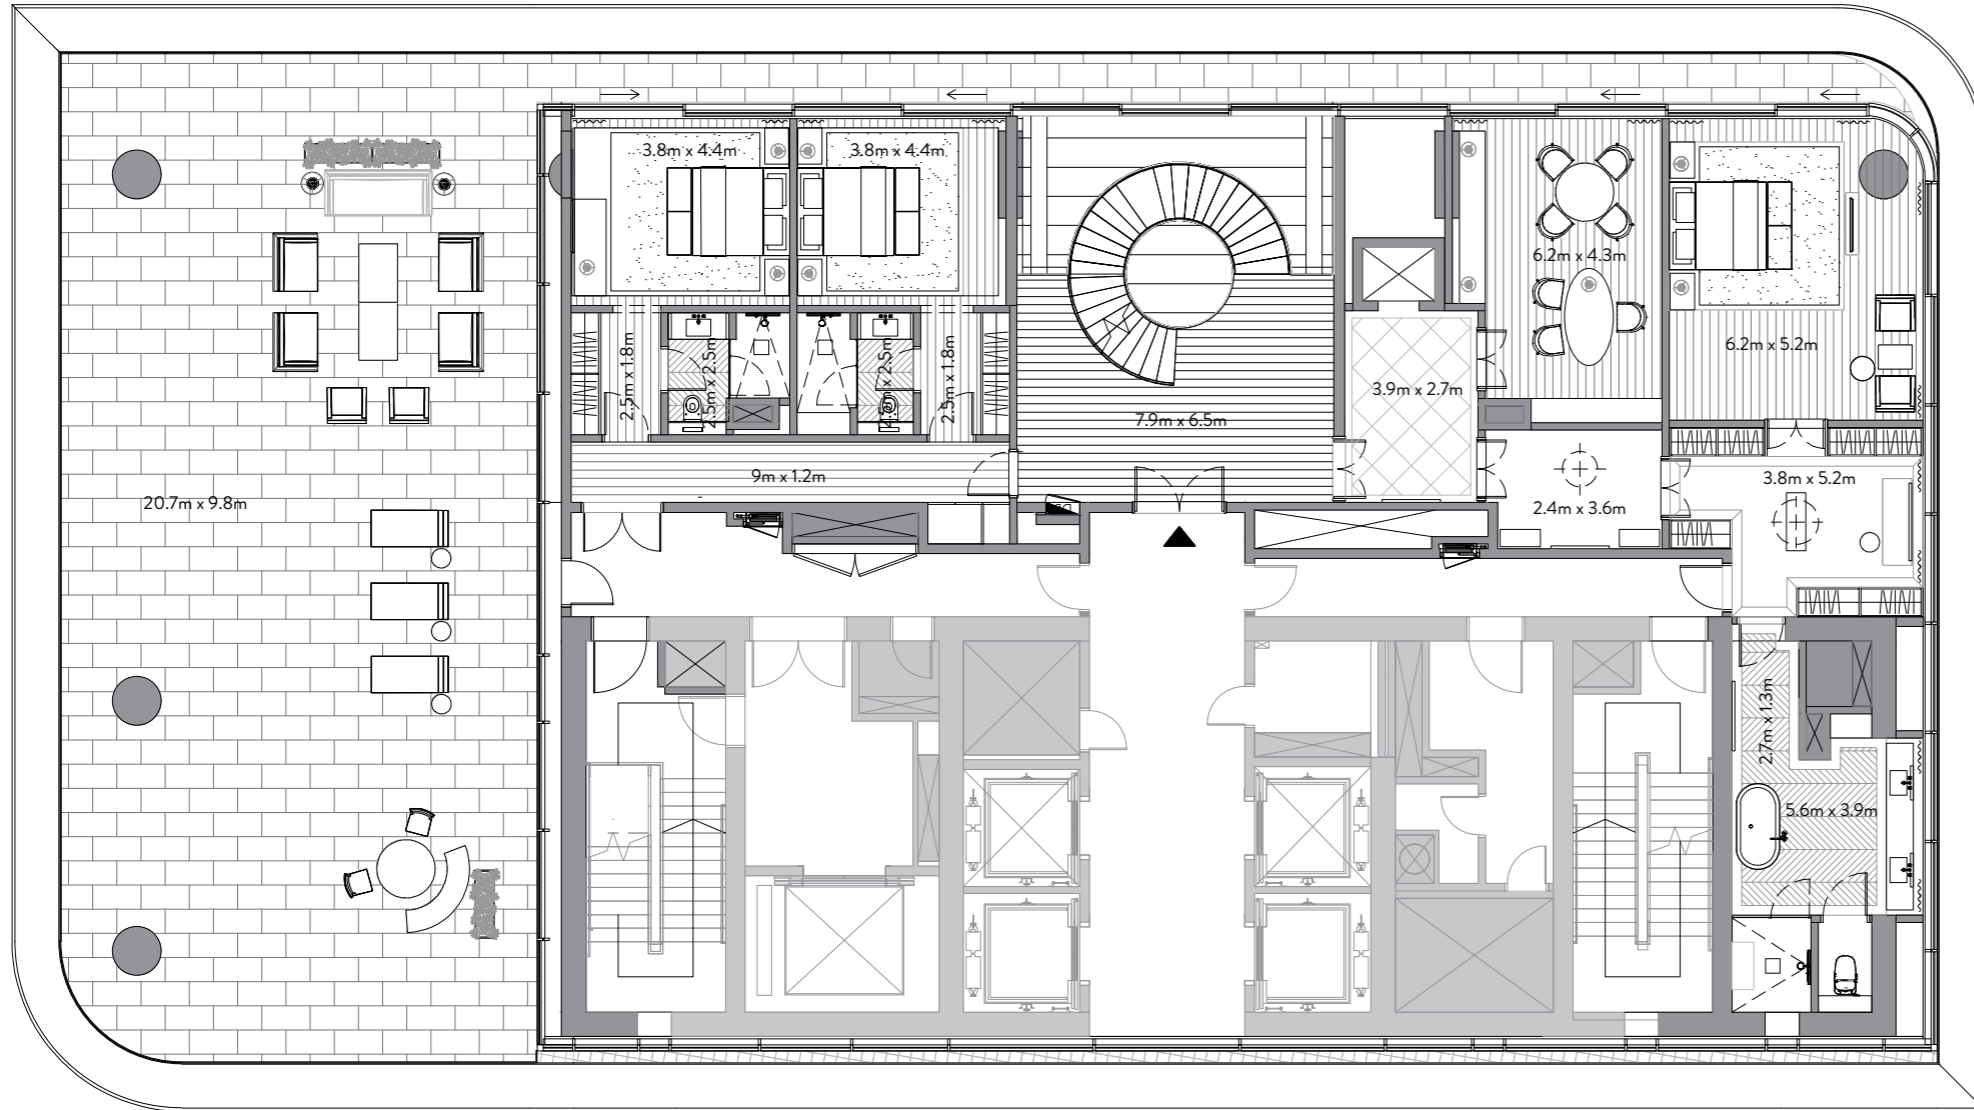 3.8m x 4.4m
3.8m x 4.4m
6.2m x 4.3m
6.2m x 5.2m
2.5m x 1.8m
2.5m x 2.5m
2.5m x 2.5m
2.5m x 1.8m
3.9m x 2.7m
7.9m x 6.5m
9m x 1.2m
20.7m x 9.8m
2.4m x 3.6m
3.8m x 5.2m
2.7m x 1.3m
5.6m x 3.9m